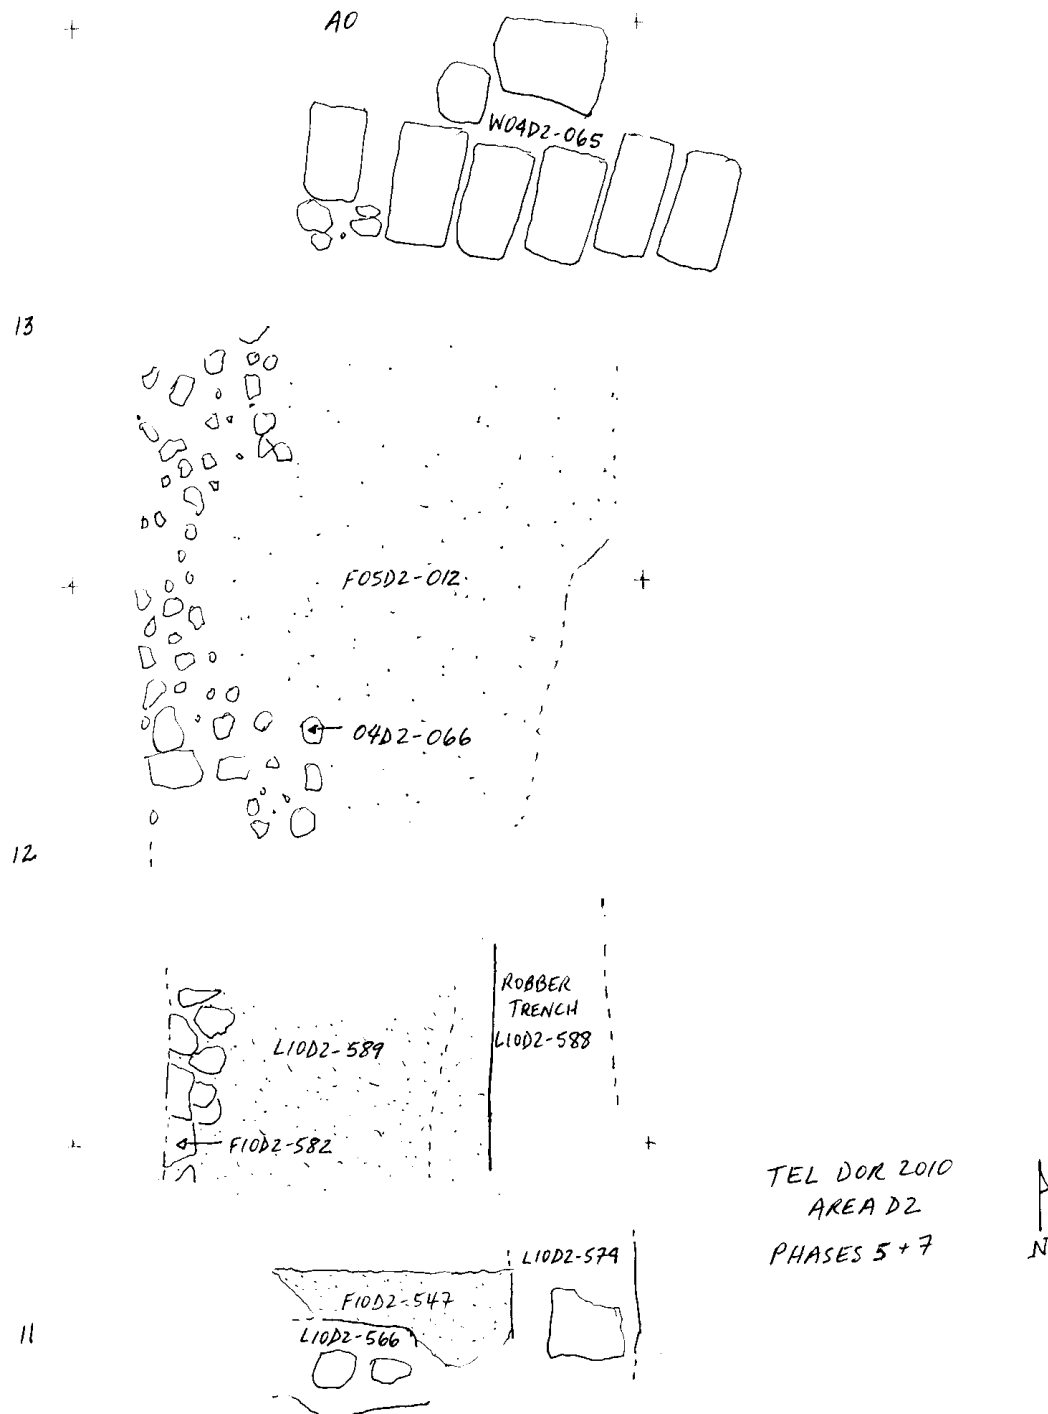 AO
W04D2-065
13
F05D2-012
04D2-066
12
ROBBER
TRENCH
L10D2-588
L10D2-589
F10D2-582
TEL DOR 2010
AREA D2
PHASES 5 + 7
N
L10D2-579
F10D2-547
11
L10D2-566